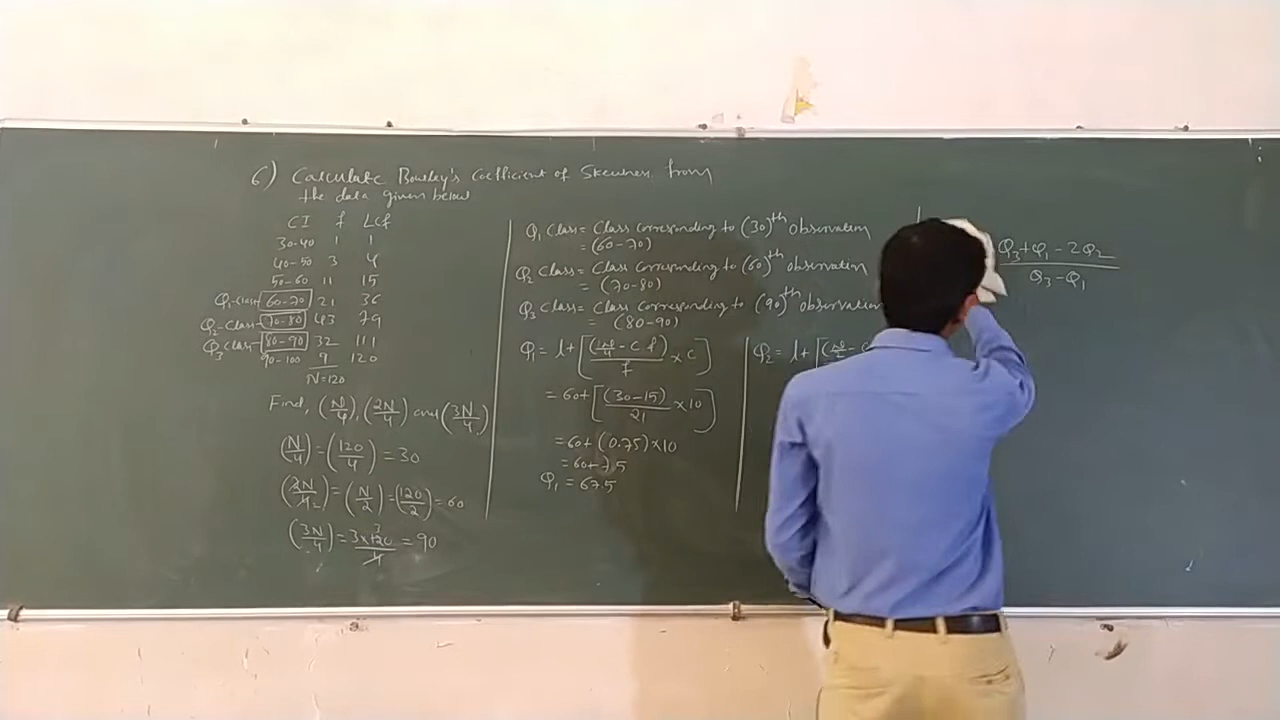 6) Calculate Bowley's Coefficient of Skewness from
the data given below
CI f Lcf
30-40 1 1
40-50 3 4
50-60 11 15
Q₁-Class 60-70 21 36
Q₂-Class 70-80 43 79
Q₃ Class 80-90 32 111
90-100 9 120
N=120
Find, (N/4), (2N/4) and (3N/4)
(N/4) = (120/4) = 30
(2N/4) = (N/2) = (120/2) = 60
(3N/4) = 3×120/4 = 90
Q₁ Class = Class corresponding to (30)th observation
= (60-70)
Q₂ Class = Class corresponding to (60)th observation
= (70-80)
Q₃ Class = Class corresponding to (90)th observation
= (80-90)
Q₁ = l + [(N/4 - c f)/f × c]
= 60 + [(30-15)/21 × 10]
= 60 + (0.75) × 10
= 60 + 7.5
Q₁ = 67.5
Q₂ = l + [(
Q₃ + Q₁ - 2Q₂ / Q₃ - Q₁